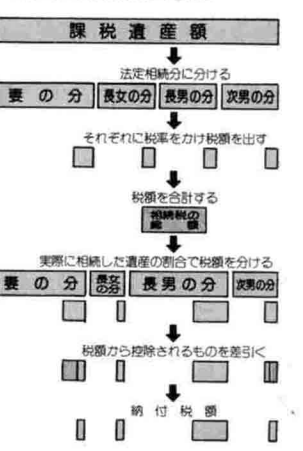 課税遺産額
法定相続分に分ける
妻の分 長女の分 長男の分 次男の分
それぞれに税率をかけ税額を出す
税額を合計する
相続税の
総額
実際に相続した遺産の割合で税額を分ける
妻の分 長女の分 長男の分 次男の分
税額から控除されるものを差引く
納付税額